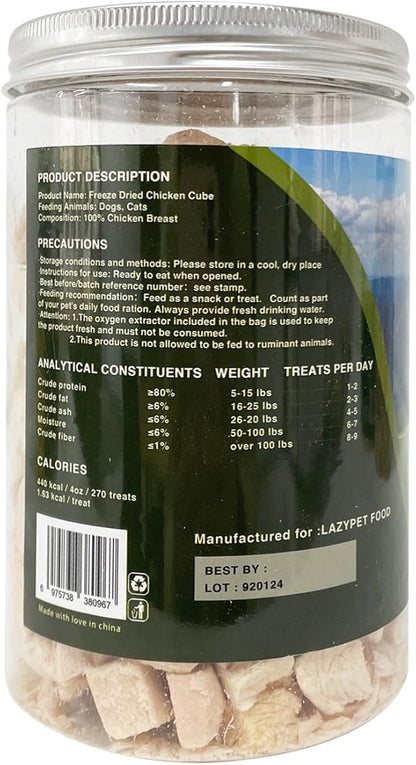 PRODUCT DESCRIPTION
Product Name: Freeze Dried Chicken Cube
Feeding Animals: Dogs, Cats
Composition: 100% Chicken Breast
PRECAUTIONS
·Storage conditions and methods: Please store in a cool, dry place
·Instructions for use: Ready to eat when opened.
·Best before/batch reference number: see stamp.
·Feeding recommendation: Feed as a snack or treat. Count as part
of your pet's daily food ration. Always provide fresh drinking water.
·Attention: 1.The oxygen extractor included in the bag is used to keep
the product fresh and must not be consumed.
2.This product is not allowed to be fed to ruminant animals.
ANALYTICAL CONSTITUENTS WEIGHT TREATS PER DAY
Crude protein ≥80% 5-15 lbs 1-2
Crude fat ≥6% 16-25 lbs 2-3
Crude ash ≤6% 26-20 lbs 4-5
Moisture ≤6% 50-100 lbs 6-7
Crude fiber ≤1% over 100 lbs 8-9
CALORIES
440 kcal / 4oz / 270 treats
1.63 kcal / treat
Manufactured for :LAZYPET FOOD
BEST BY :
LOT : 920124
6 975738 380967
Made with love in china